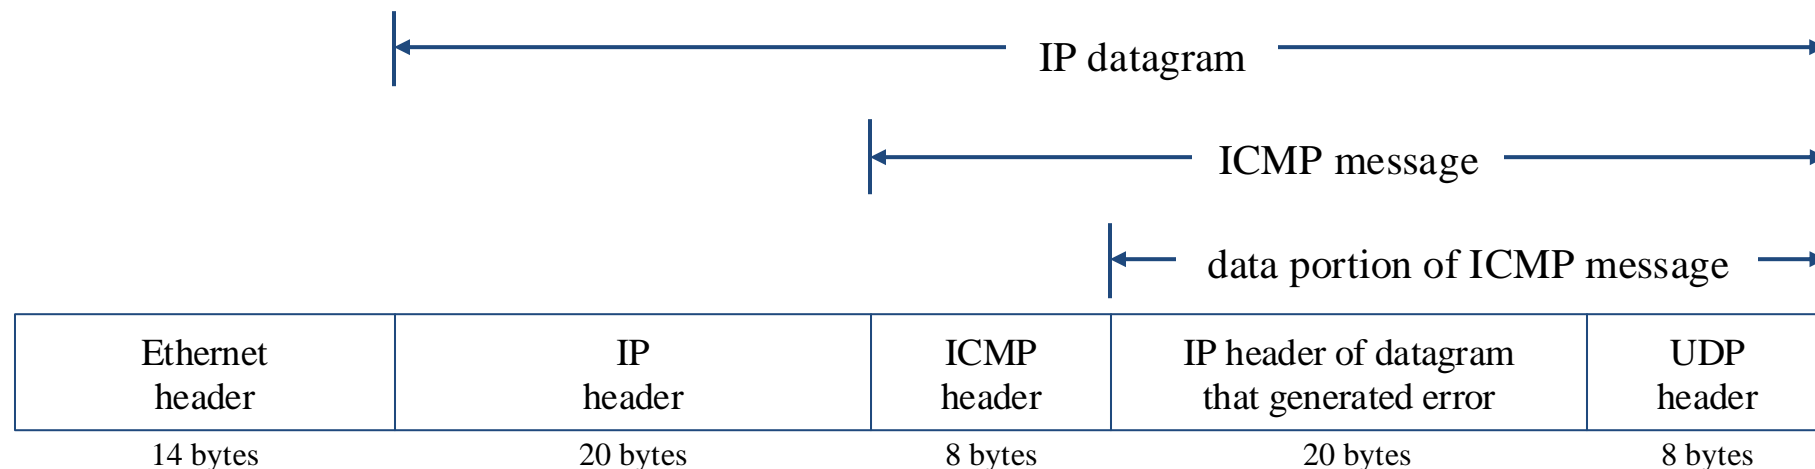 IP datagram
ICMP message
data portion of ICMP message
Ethernet
header
IP
header
ICMP
header
IP header of datagram
that generated error
UDP
header
14 bytes
20 bytes
8 bytes
20 bytes
8 bytes